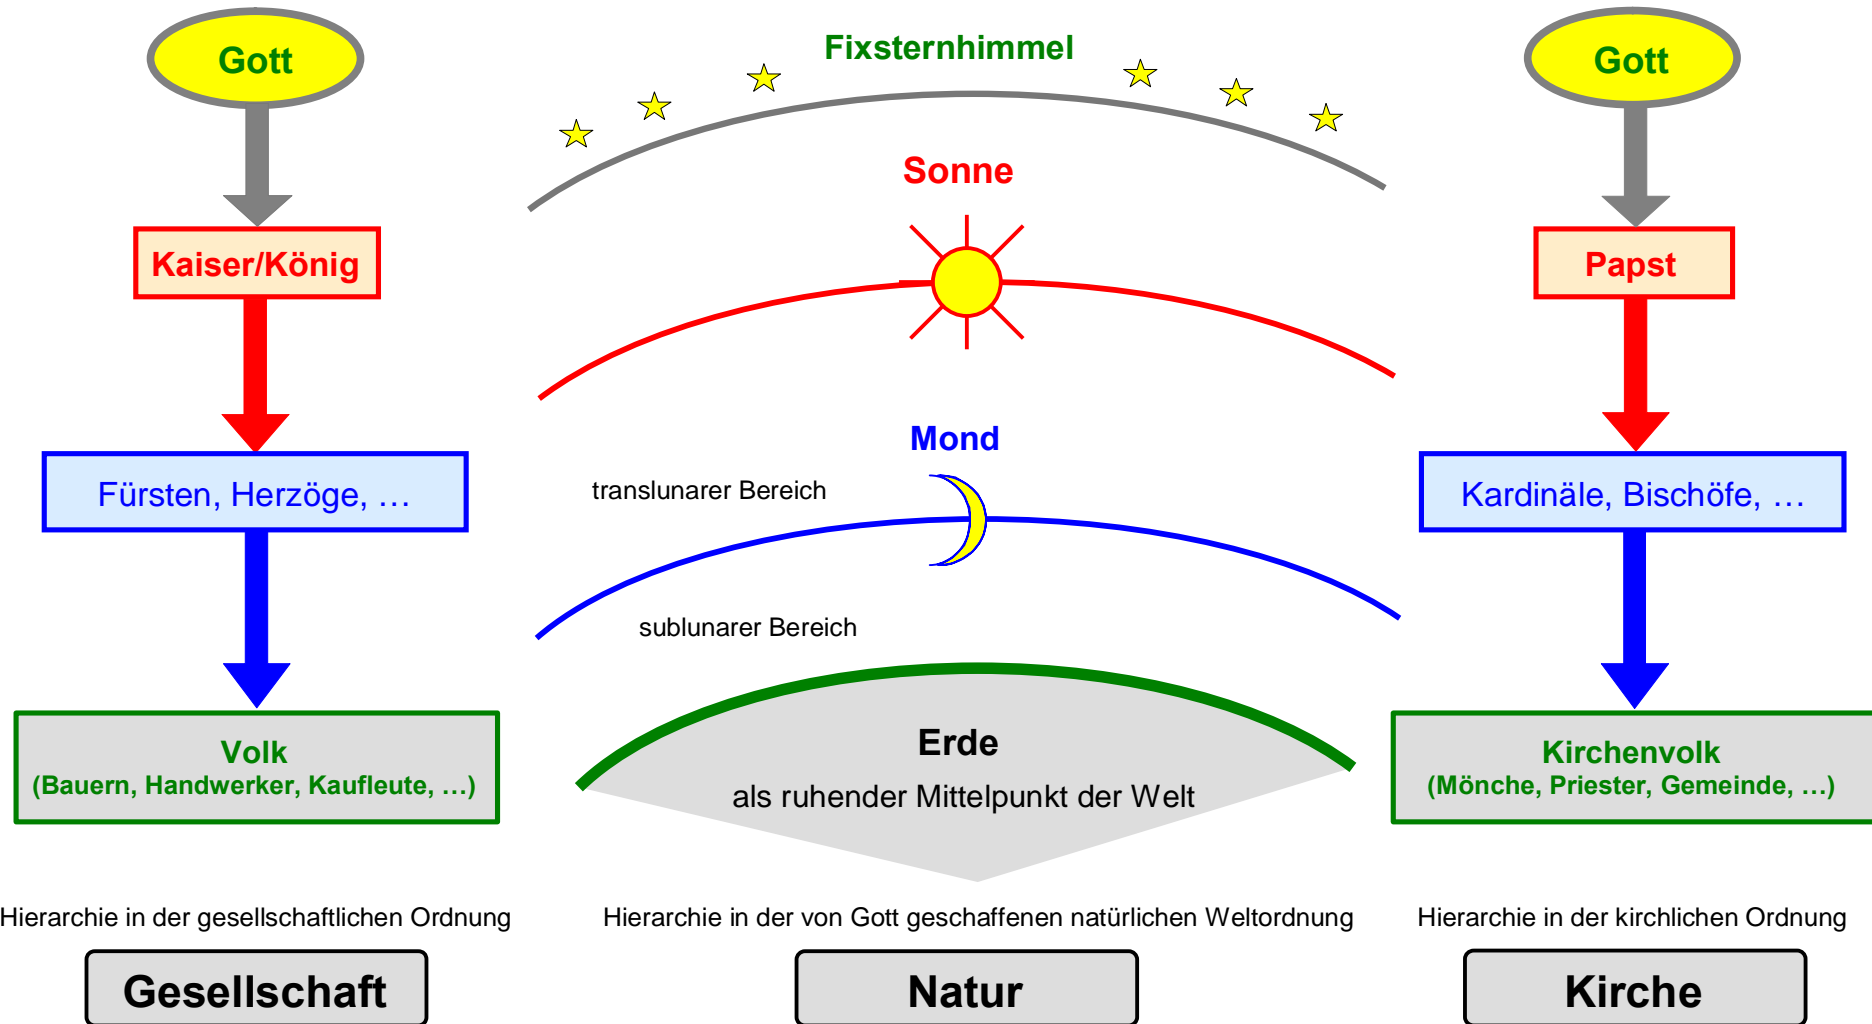 Gott
Fixsternhimmel
Gott
Sonne
Kaiser/König
Papst
Mond
Fürsten, Herzöge, …
translunarer Bereich
Kardinäle, Bischöfe, …
sublunarer Bereich
Volk
(Bauern, Handwerker, Kaufleute, …)
Erde
als ruhender Mittelpunkt der Welt
Kirchenvolk
(Mönche, Priester, Gemeinde, …)
Hierarchie in der gesellschaftlichen Ordnung
Hierarchie in der von Gott geschaffenen natürlichen Weltordnung
Hierarchie in der kirchlichen Ordnung
Gesellschaft
Natur
Kirche